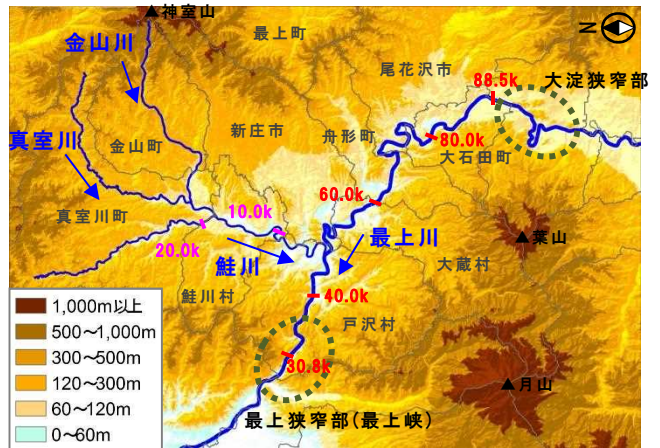 神室山
金山川
最上町
N
尾花沢市
88.5k
大淀狭窄部
真室川
金山町
新庄市
舟形町
80.0k
大石田町
真室川町
10.0k
60.0k
20.0k
鮭川
最上川
葉山
大蔵村
鮭川村
40.0k
戸沢村
1,000m以上
500～1,000m
300～500m
120～300m
60～120m
0～60m
30.8k
月山
最上狭窄部(最上峡)